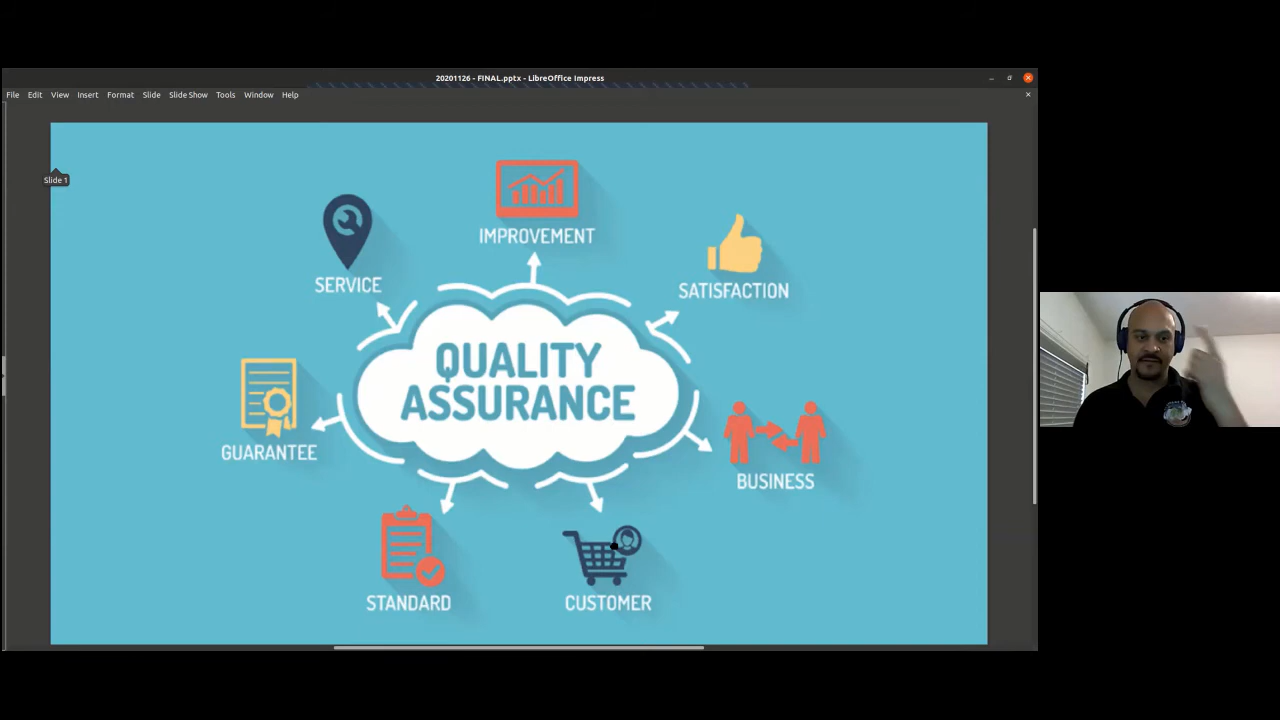 20201126 - FINAL.pptx - LibreOffice Impress
File Edit View Insert Format Slide Slide Show Tools Window Help
Slide 1
IMPROVEMENT
SERVICE
SATISFACTION
QUALITY
ASSURANCE
GUARANTEE
BUSINESS
STANDARD
CUSTOMER